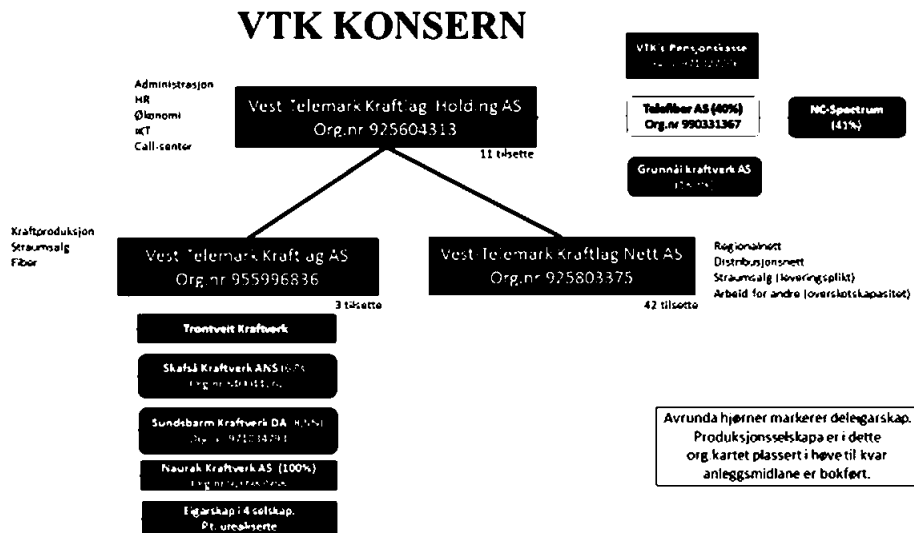 VTK KONSERN
Administrasjon
HR
Økonomi
IKT
Call-center
Vest-Telemark Kraftlag Holding AS
Org.nr 925604313
11 tilsette
VTK's Pensjonskasse
Telefiber AS (40%)
Org.nr 990331367
NC-Spectrum
(41%)
Grunnåi kraftverk AS
Kraftproduksjon
Straumsalg
Fiber
Vest-Telemark Kraftlag AS
Org.nr 955996836
3 tilsette
Vest-Telemark Kraftlag Nett AS
Org.nr 925803375
42 tilsette
Regionalnett
Distribusjonsnett
Straumsalg (leveringsplikt)
Arbeid for andre (overskotskapasitet)
Trontveit Kraftverk
Skafså Kraftverk ANS
Sundsbarm Kraftverk DA
Naurak Kraftverk AS (100%)
Eigarskap i 4 selskap.
Pt. urealiserte
Avrunda hjørner markerer deleigarskap.
Produksjonsselskapa er i dette
org.kartet plassert i høve til kvar
anleggsmidlane er bokført.